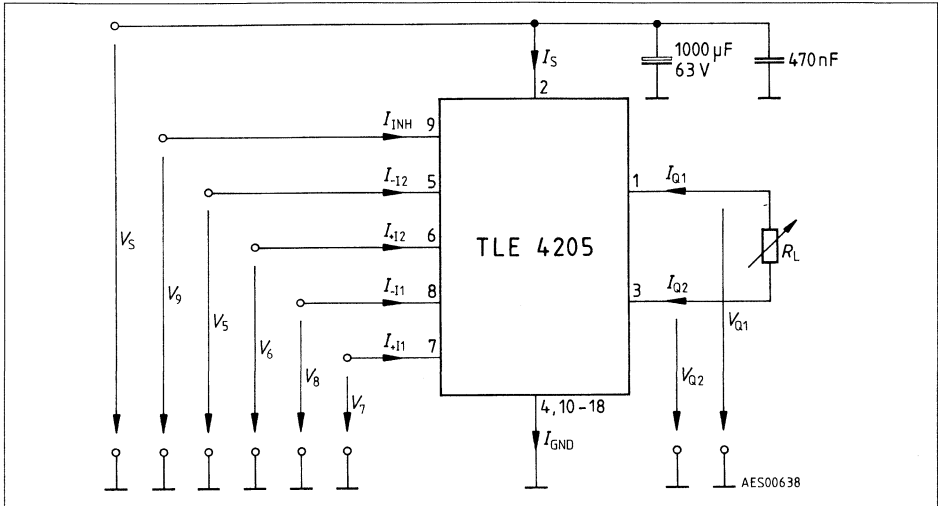 I_S
1000 µF
63 V
470 nF
2
I_INH 9
I_-I2 5
1 I_Q1
V_S
I_+I2 6
TLE 4205
R_L
V_9
I_-I1 8
3 I_Q2
V_5
V_6
V_Q1
I_+I1 7
V_8
V_Q2
V_7
4, 10-18
I_GND
AES00638